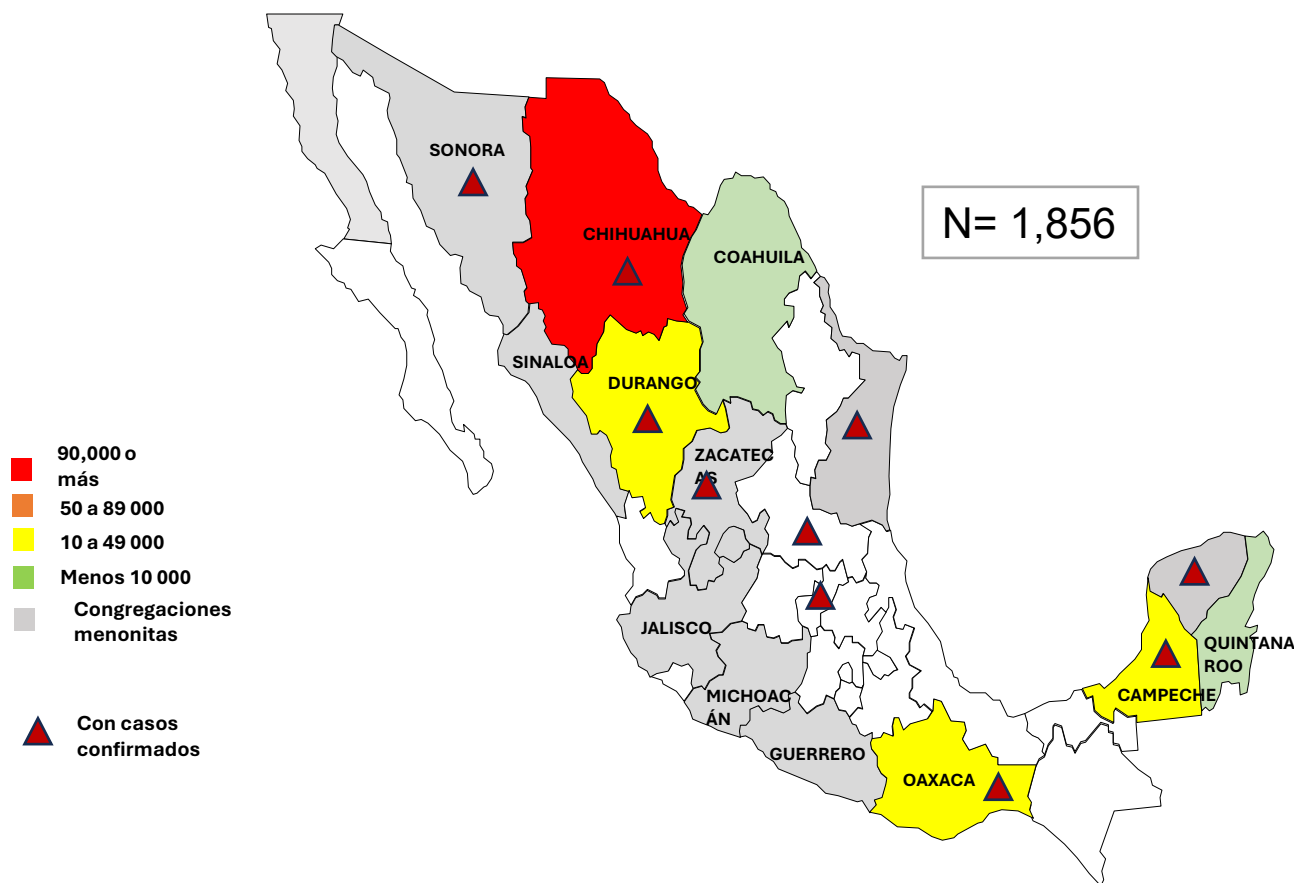 SONORA
CHIHUAHUA
COAHUILA
N= 1,856
SINALOA
DURANGO
ZACATEC
AS
90,000 o
más
50 a 89 000
10 a 49 000
Menos 10 000
Congregaciones
menonitas
JALISCO
MICHOAC
ÁN
GUERRERO
OAXACA
QUINTANA
ROO
CAMPECHE
Con casos
confirmados